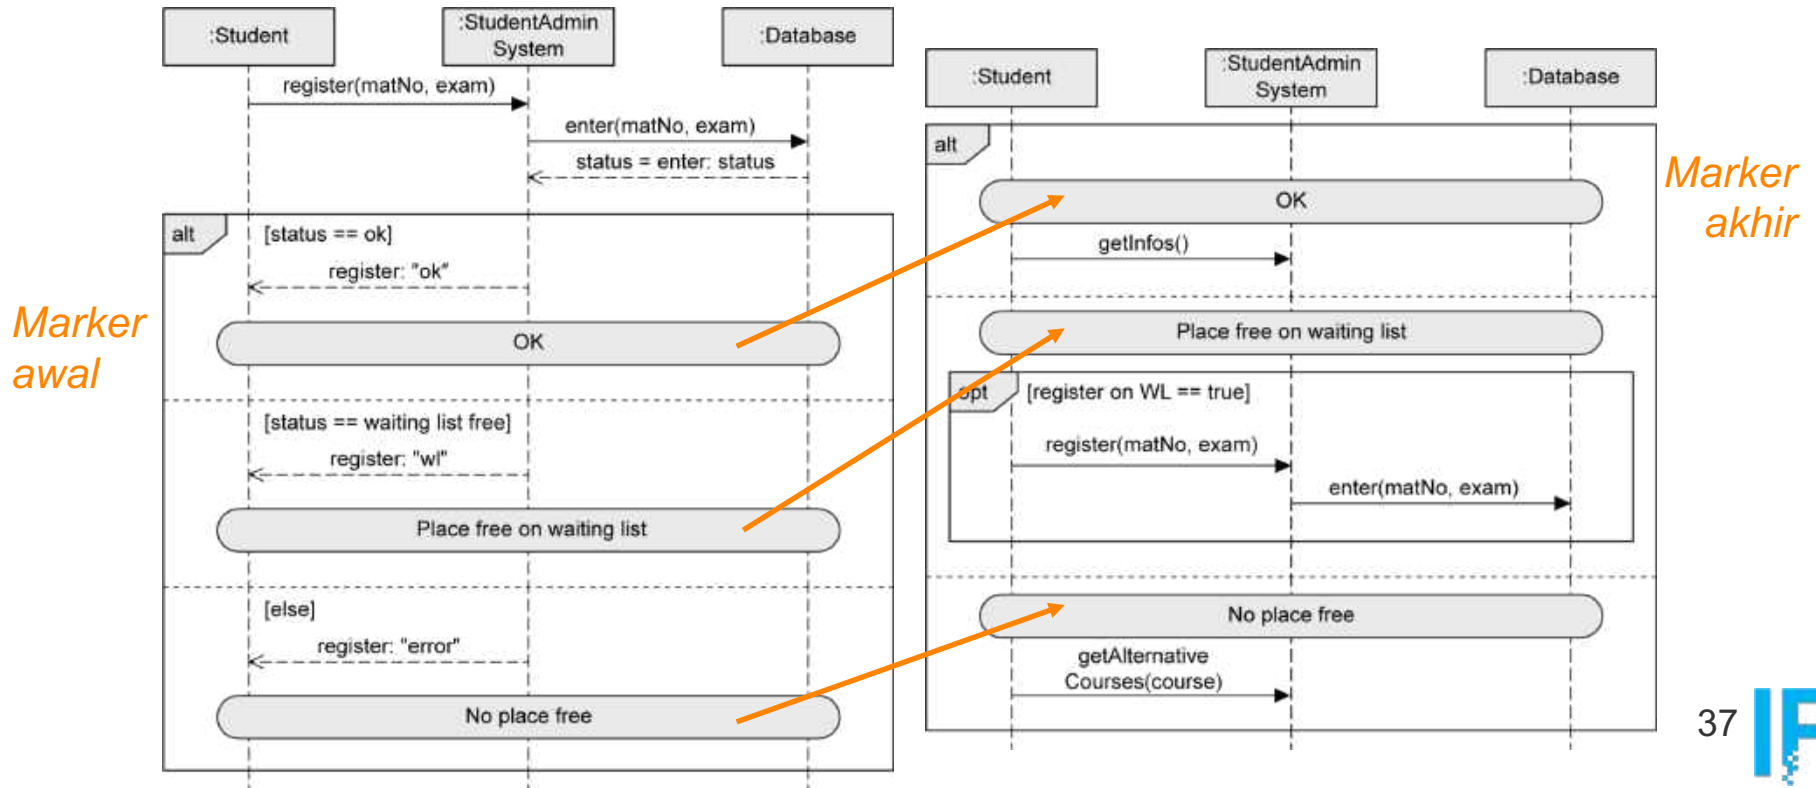 :Student
:StudentAdmin
System
:Database
register(matNo, exam)
enter(matNo, exam)
status = enter: status
alt
[status == ok]
register: "ok"
OK
[status == waiting list free]
register: "wl"
Place free on waiting list
[else]
register: "error"
No place free
Marker
awal
:Student
:StudentAdmin
System
:Database
alt
OK
getInfos()
Place free on waiting list
opt
[register on WL == true]
register(matNo, exam)
enter(matNo, exam)
No place free
getAlternative
Courses(course)
Marker
akhir
37
IF